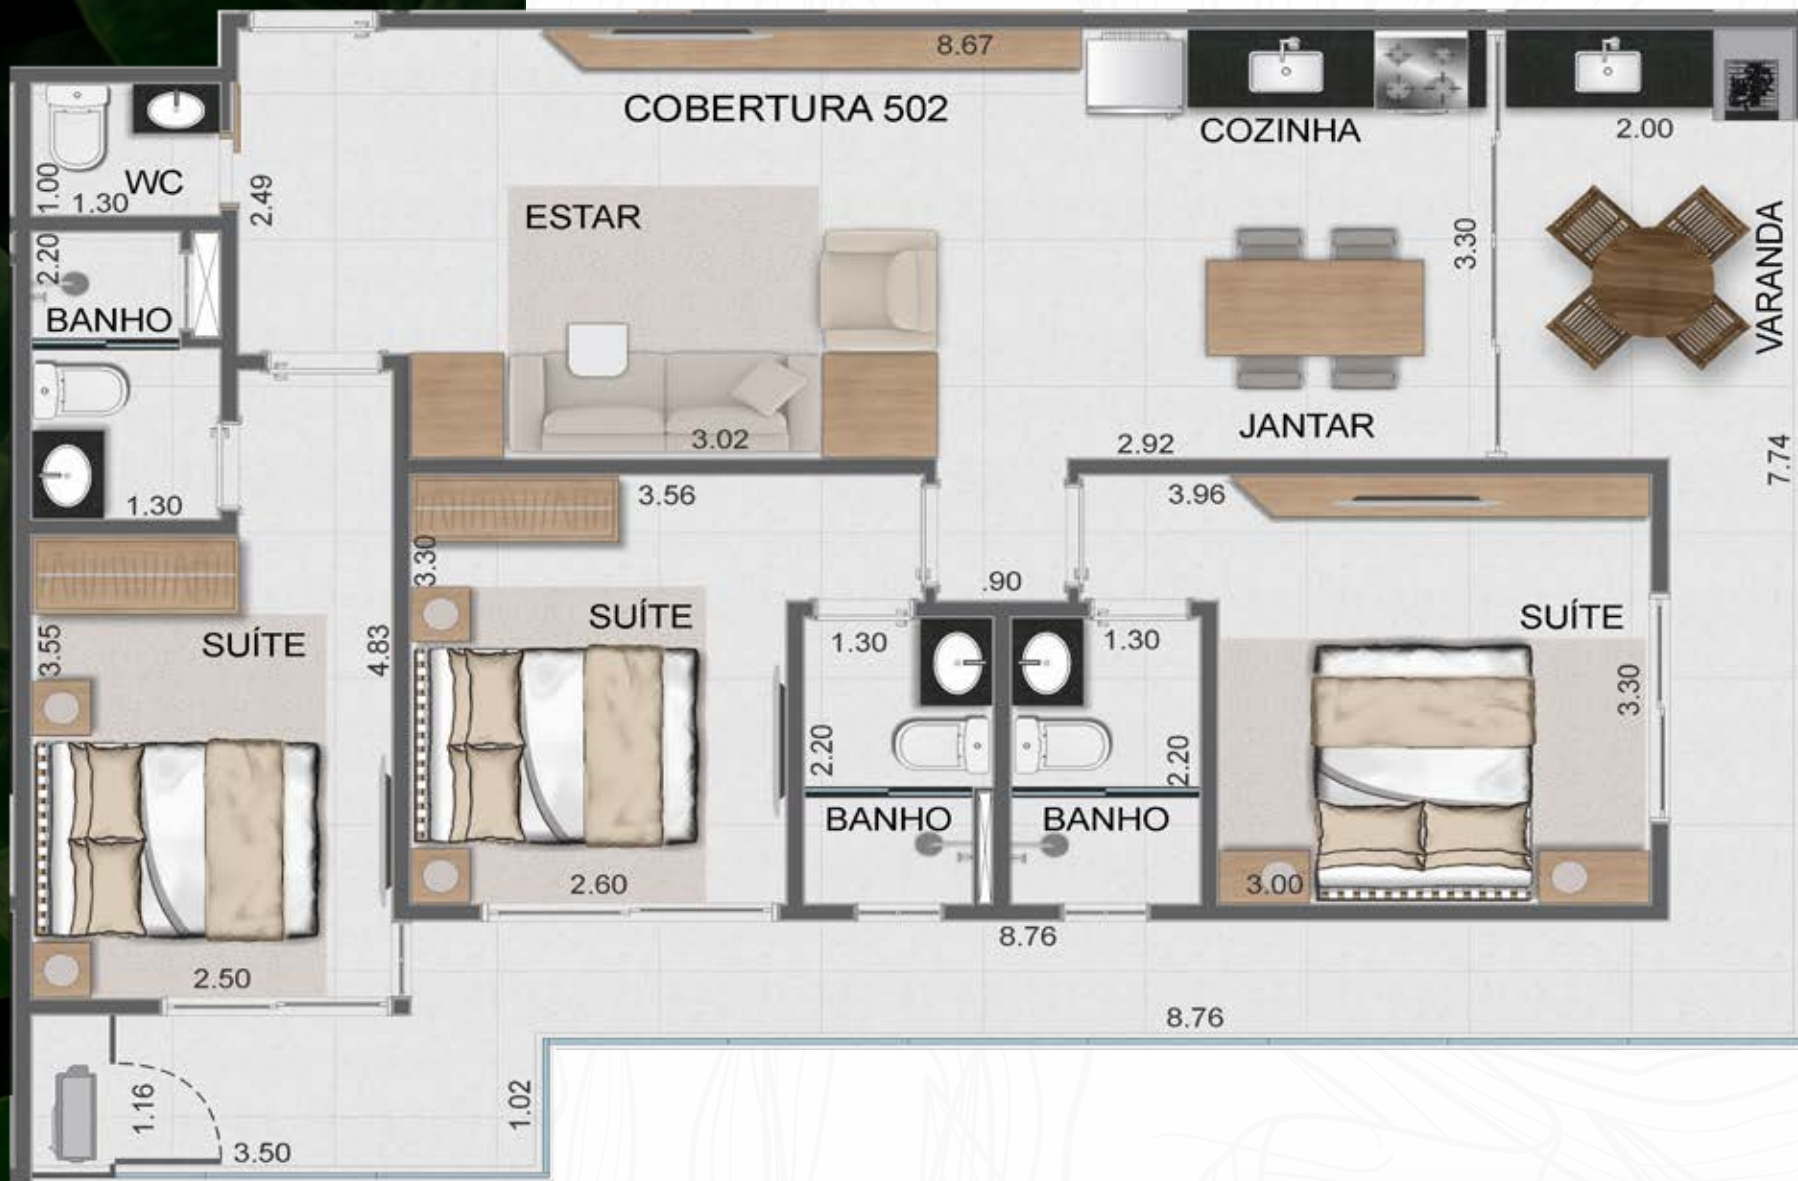 8.67
COBERTURA 502
COZINHA
2.00
1.00
WC
1.30
2.49
ESTAR
3.30
VARANDA
2.20
BANHO
3.02
JANTAR
2.92
7.74
1.30
3.56
3.96
3.30
.90
SUÍTE
SUÍTE
SUÍTE
3.55
4.83
1.30
1.30
3.30
2.20
2.20
BANHO
BANHO
2.60
3.00
8.76
2.50
8.76
1.16
1.02
3.50